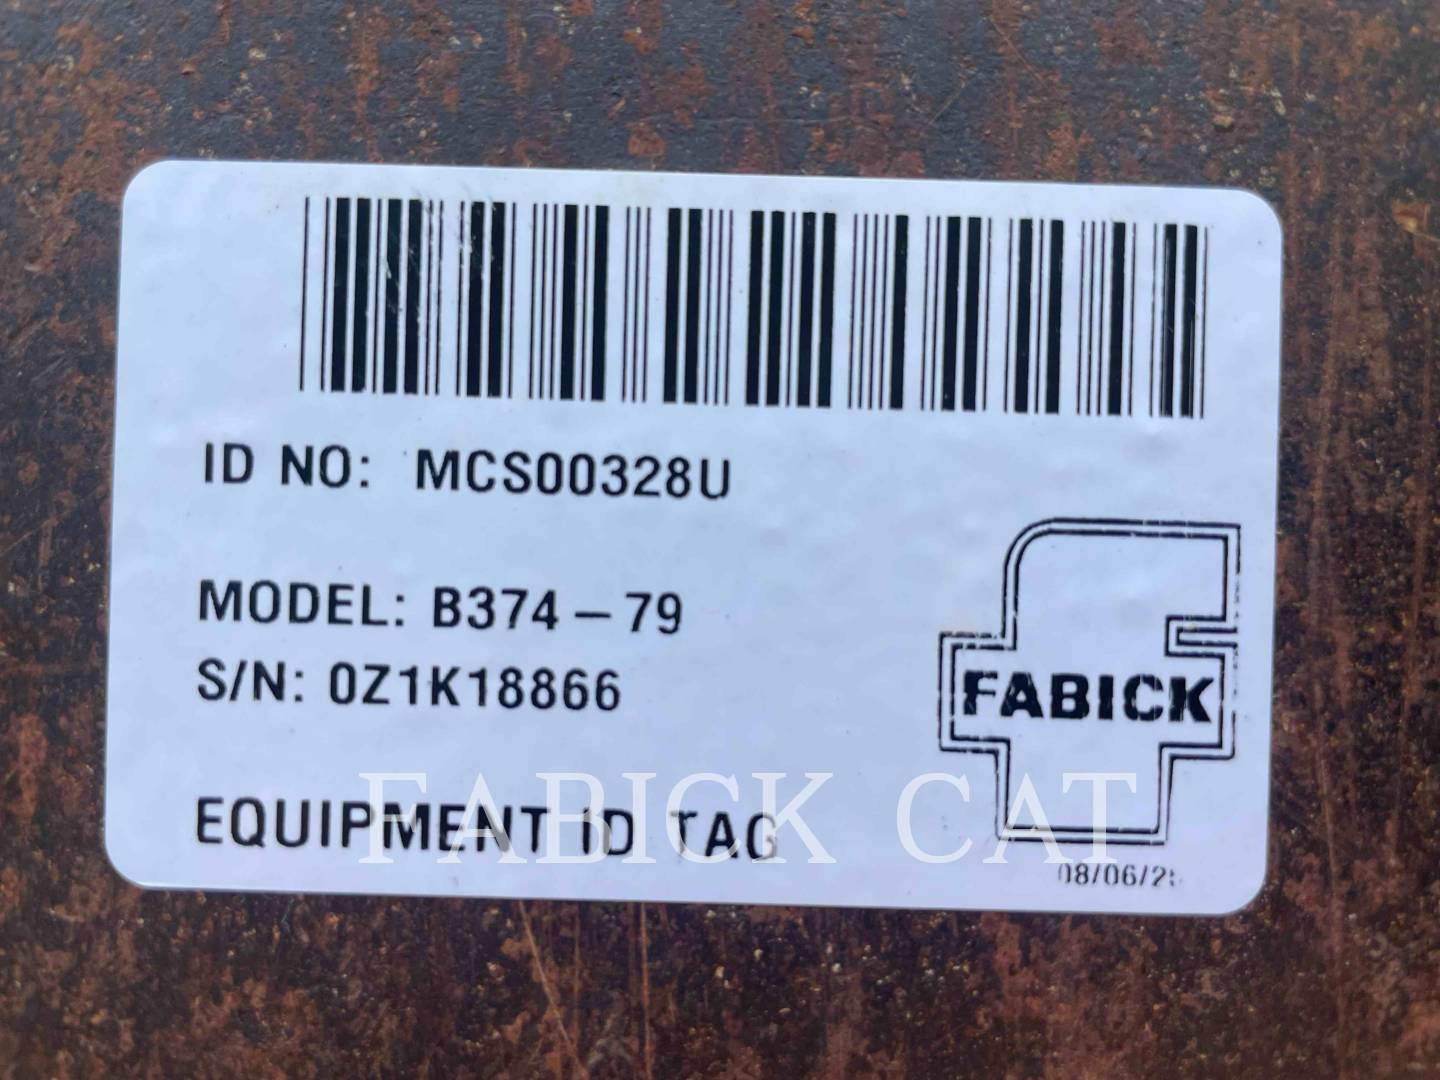 ID NO: MCS00328U
MODEL: B374-79
S/N: 0Z1K18866
FABICK
EQUIPMENT ID TAG
FABICK CAT